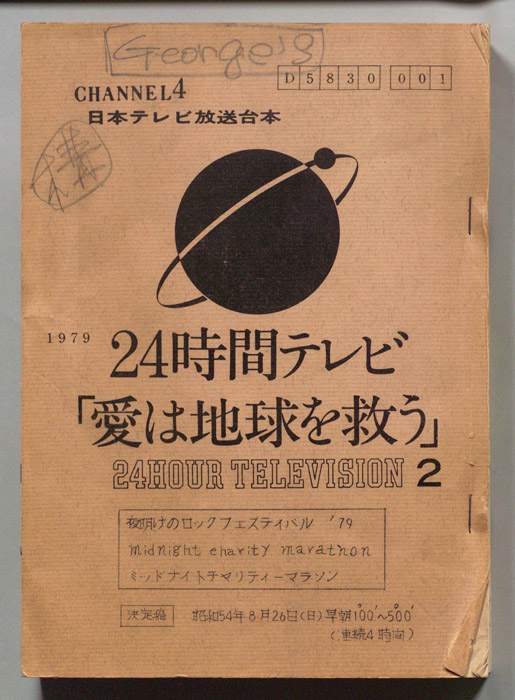 George's
D5830 001
CHANNEL4
日本テレビ放送台本
1979
24時間テレビ
「愛は地球を救う」
24HOUR TELEVISION 2
夜明けのロックフェスティバル '79
midnight charity marathon
ミッドナイトチャリティーマラソン
決定稿 昭和54年8月26日(日)早朝1°00'~5°00'
(連続4時間)